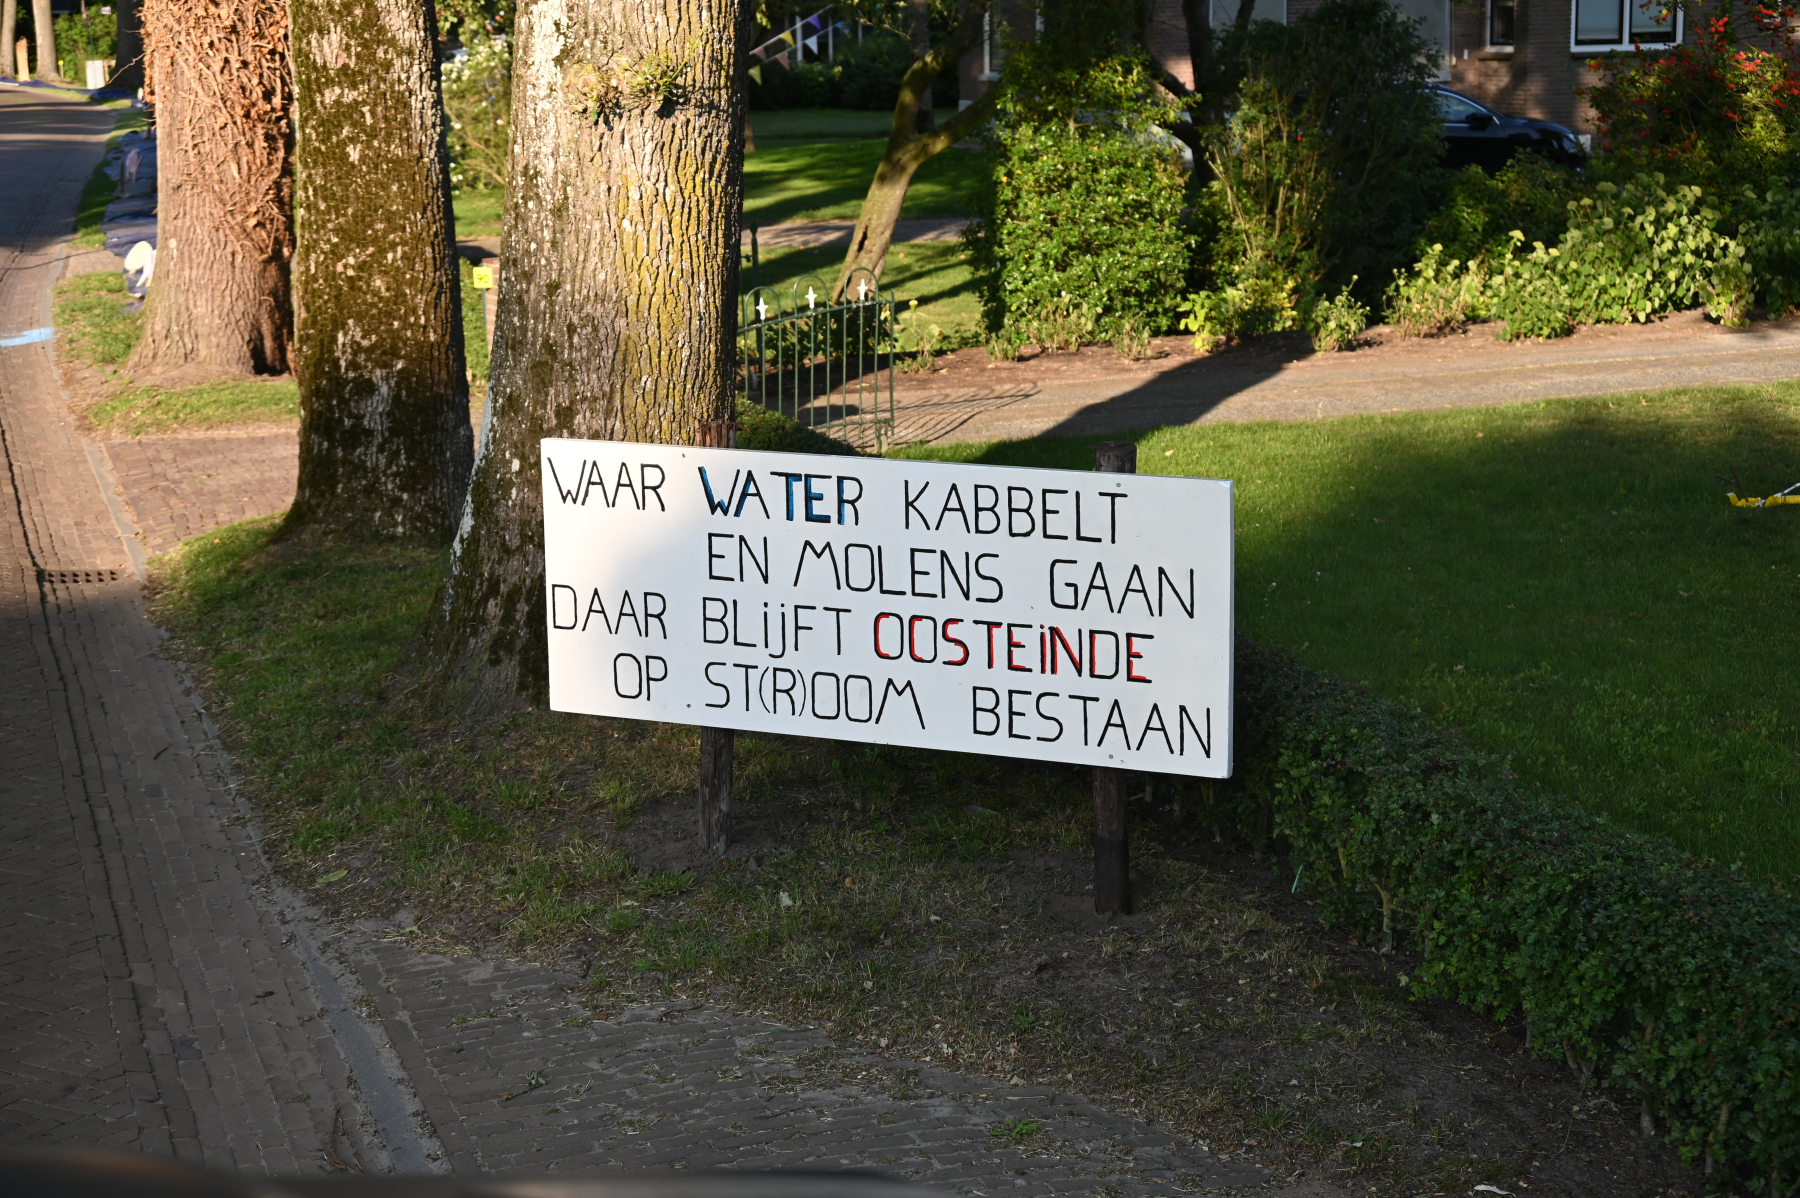 WAAR WATER KABBELT
EN MOLENS GAAN
DAAR BLiJFT OOSTEiNDE
OP ST(R)OOM BESTAAN